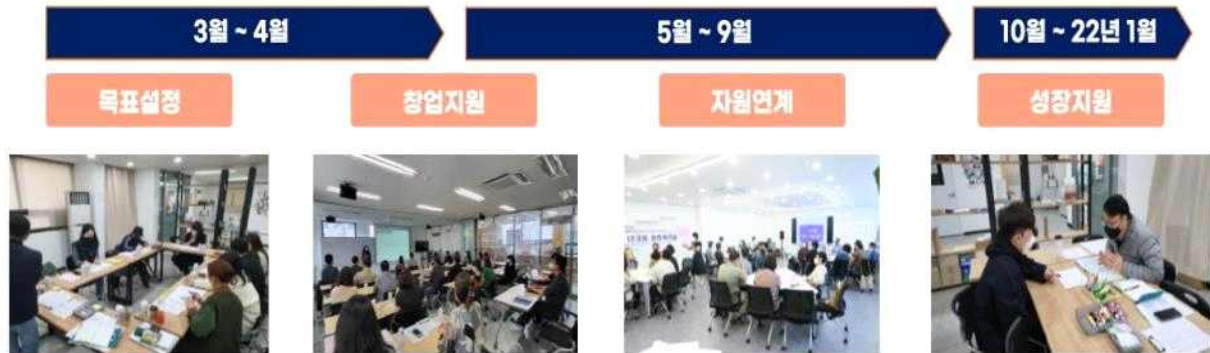 3월 ~ 4월
5월 ~ 9월
10월 ~ 22년 1월
목표설정
창업지원
자원연계
성장지원